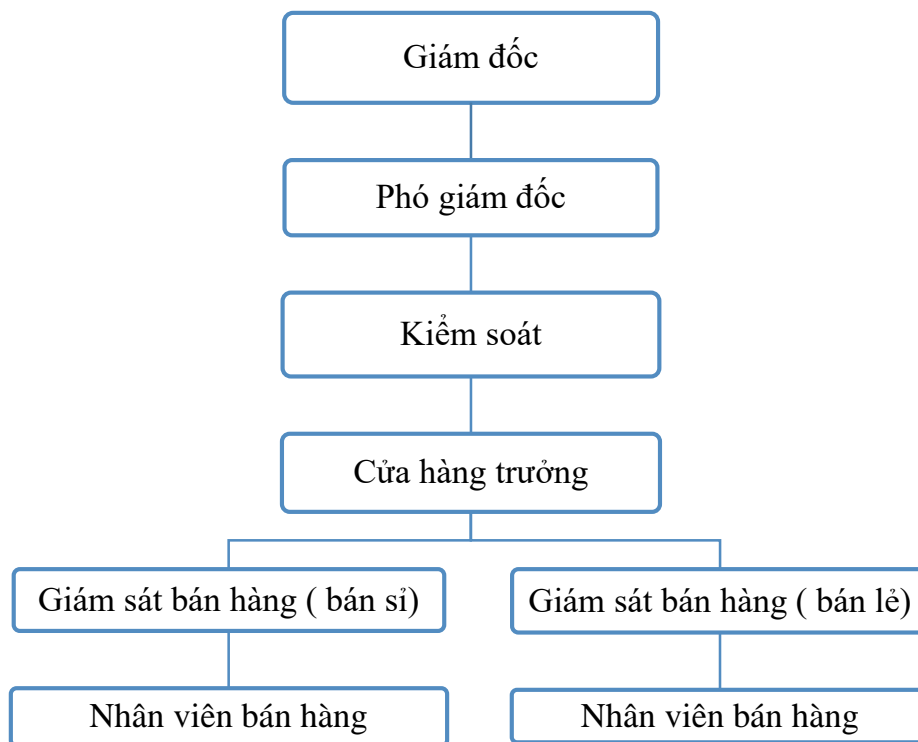 Giám đốc
Phó giám đốc
Kiểm soát
Cửa hàng trưởng
Giám sát bán hàng ( bán sỉ)
Giám sát bán hàng ( bán lẻ)
Nhân viên bán hàng
Nhân viên bán hàng